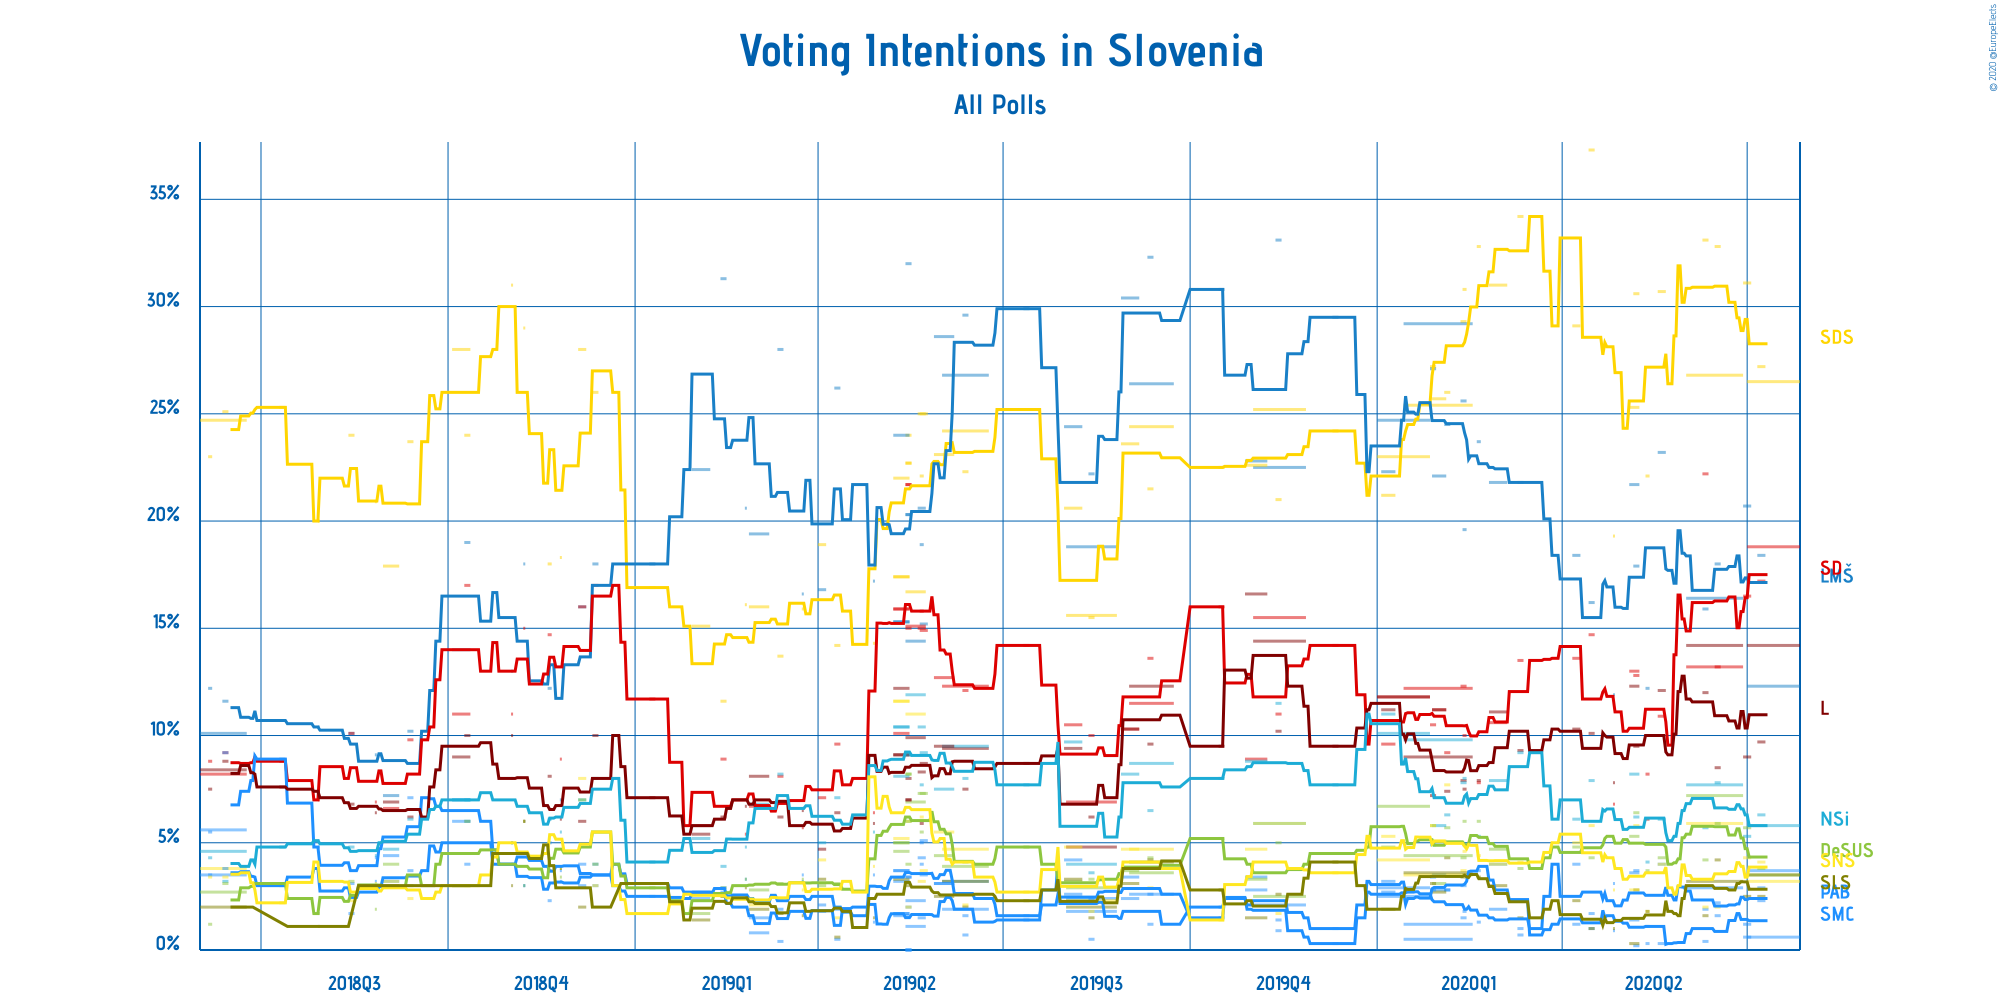 © 2020 @EuropeElects
Voting Intentions in Slovenia
All Polls
35%
30%
25%
20%
15%
10%
5%
0%
SDS
SD
LMŠ
L
NSi
DeSUS
SNS
SLS
PAB
SMC
2018Q3
2018Q4
2019Q1
2019Q2
2019Q3
2019Q4
2020Q1
2020Q2